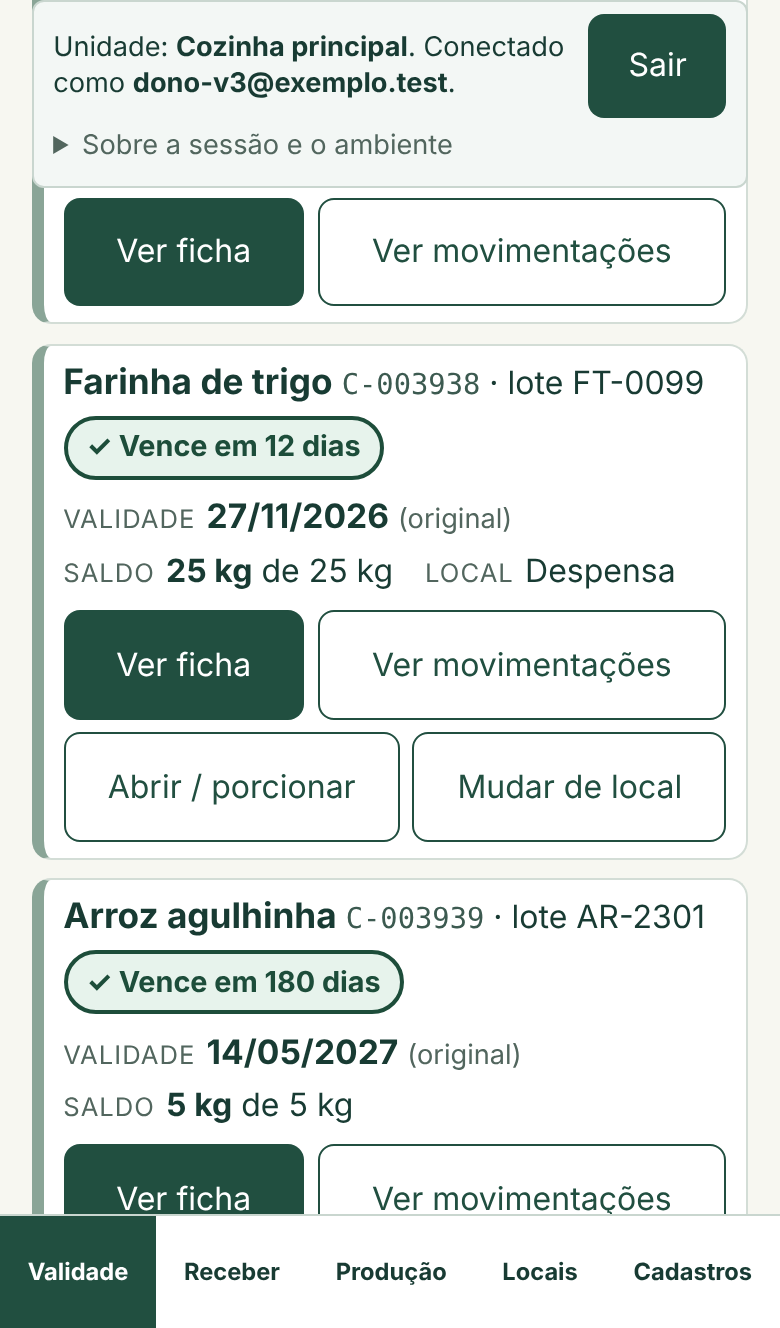 Unidade: Cozinha principal. Conectado
como dono-v3@exemplo.test.
Sair
▶ Sobre a sessão e o ambiente
Ver ficha
Ver movimentações
Farinha de trigo C-003938 · lote FT-0099
✓ Vence em 12 dias
VALIDADE 27/11/2026 (original)
SALDO 25 kg de 25 kg LOCAL Despensa
Ver ficha
Ver movimentações
Abrir / porcionar
Mudar de local
Arroz agulhinha C-003939 · lote AR-2301
✓ Vence em 180 dias
VALIDADE 14/05/2027 (original)
SALDO 5 kg de 5 kg
Ver ficha
Ver movimentações
Validade
Receber
Produção
Locais
Cadastros